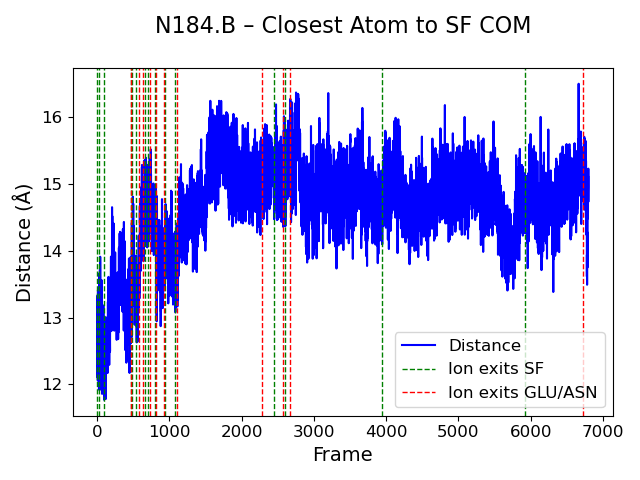 N184.B – Closest Atom to SF COM
Distance (Å)
16
15
14
13
12
Distance
Ion exits SF
Ion exits GLU/ASN
0 1000 2000 3000 4000 5000 6000 7000
Frame